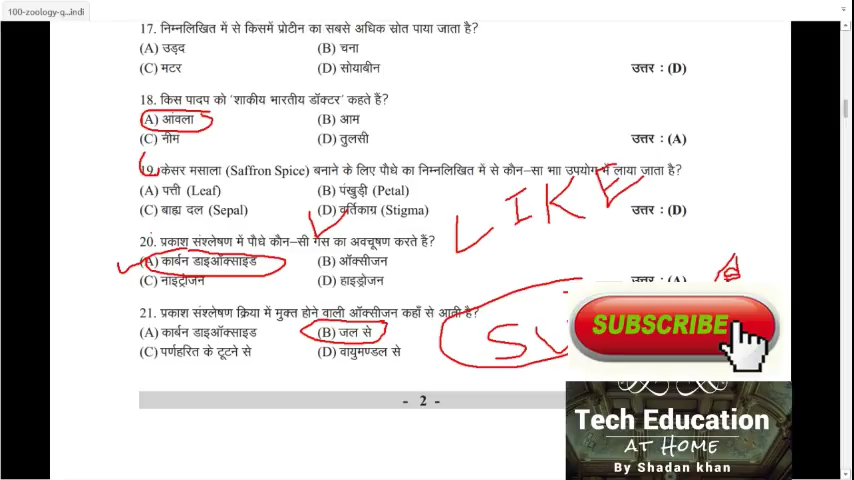 100-zoology-q...indi
17. निम्नलिखित में से किसमें प्रोटीन का सबसे अधिक स्रोत पाया जाता है?
(A) उड़द (B) चना
(C) मटर (D) सोयाबीन उत्तर : (D)
18. किस पादप को 'शाकीय भारतीय डॉक्टर' कहते हैं?
(A) आंवला (B) आम
(C) नीम (D) तुलसी उत्तर : (A)
19. केसर मसाला (Saffron Spice) बनाने के लिए पौधे का निम्नलिखित में से कौन-सा भाग उपयोग में लाया जाता है?
(A) पत्ती (Leaf) (B) पंखुड़ी (Petal)
(C) बाह्य दल (Sepal) (D) वर्तिकाग्र (Stigma) उत्तर : (D)
LIKE
20. प्रकाश संश्लेषण में पौधे कौन-सी गैस का अवचूषण करते हैं?
(A) कार्बन डाइऑक्साइड (B) ऑक्सीजन
(C) नाइट्रोजन (D) हाइड्रोजन उत्तर : (A)
21. प्रकाश संश्लेषण क्रिया में मुक्त होने वाली ऑक्सीजन कहाँ से आती है?
(A) कार्बन डाइऑक्साइड (B) जल से
(C) पर्णहरित के टूटने से (D) वायुमण्डल से
SUBSCRIBE
- 2 -
Tech Education
AT HOME
By Shadan khan